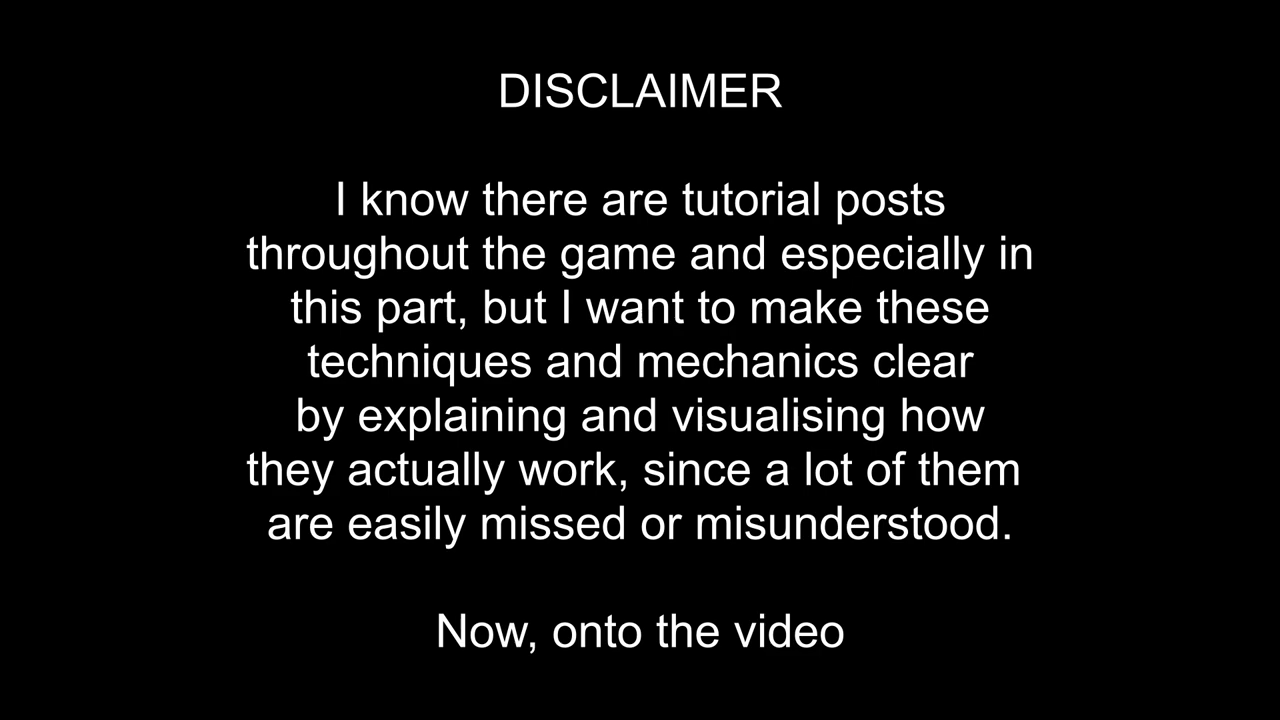 DISCLAIMER
I know there are tutorial posts
throughout the game and especially in
this part, but I want to make these
techniques and mechanics clear
by explaining and visualising how
they actually work, since a lot of them
are easily missed or misunderstood.
Now, onto the video